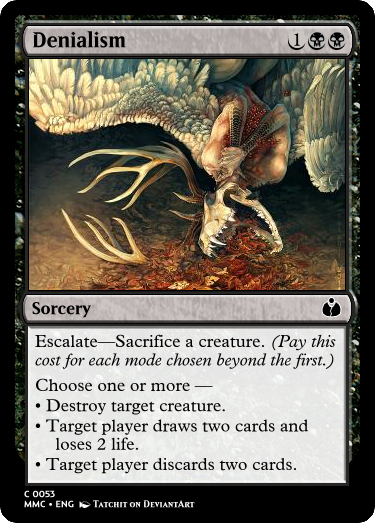 Denialism 1
Sorcery
Escalate—Sacrifice a creature. (Pay this
cost for each mode chosen beyond the first.)
Choose one or more —
• Destroy target creature.
• Target player draws two cards and
loses 2 life.
• Target player discards two cards.
C 0053
MMC • ENG Tatchit on DeviantArt